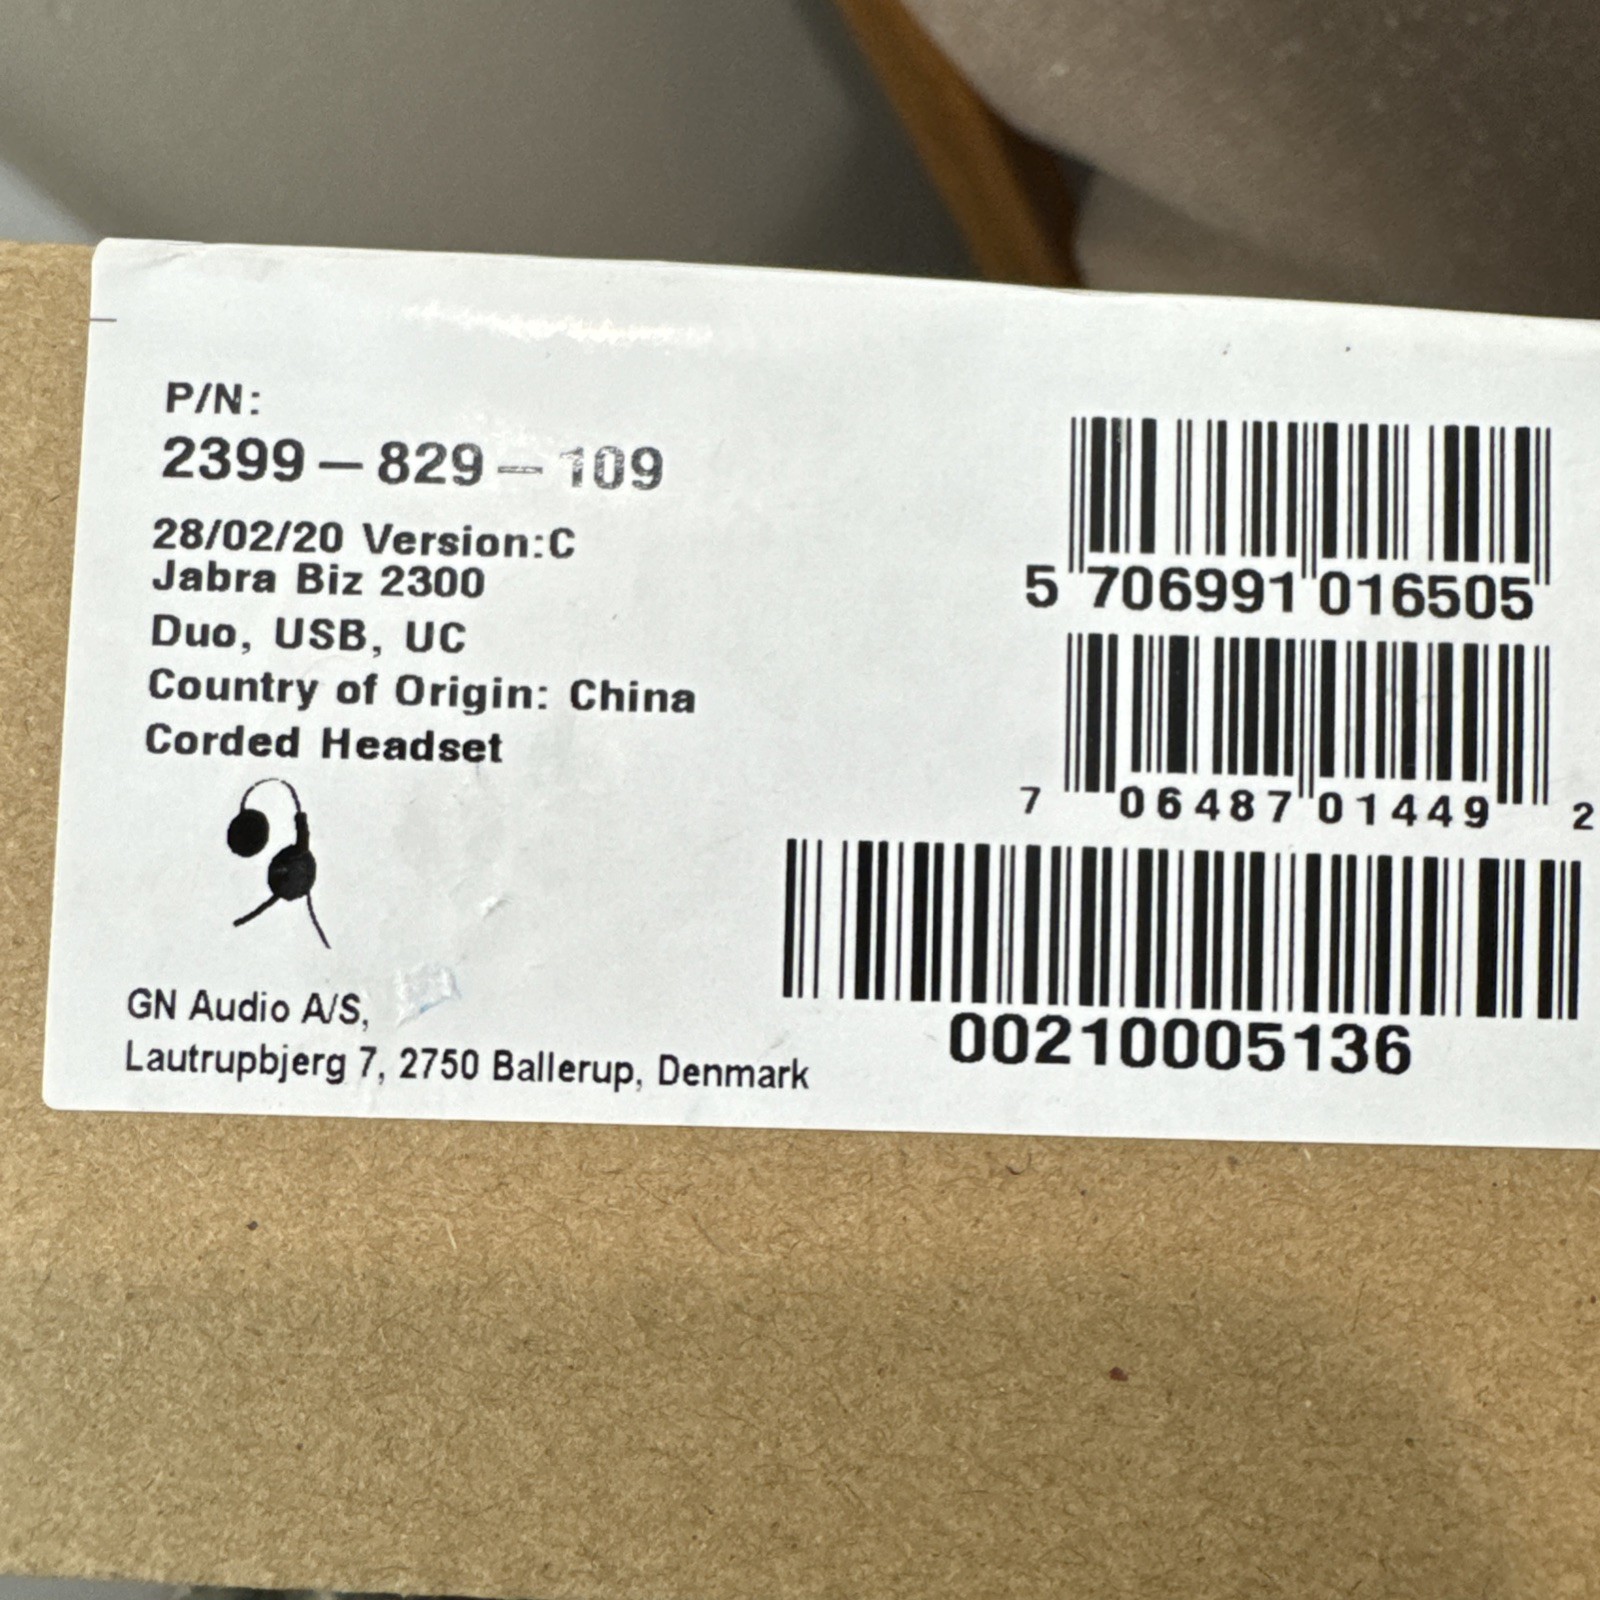 P/N:
2399-829-109
28/02/20 Version:C
Jabra Biz 2300
Duo, USB, UC
Country of Origin: China
Corded Headset
GN Audio A/S,
Lautrupbjerg 7, 2750 Ballerup, Denmark
5 706991 016505
7 06487 01449 2
00210005136